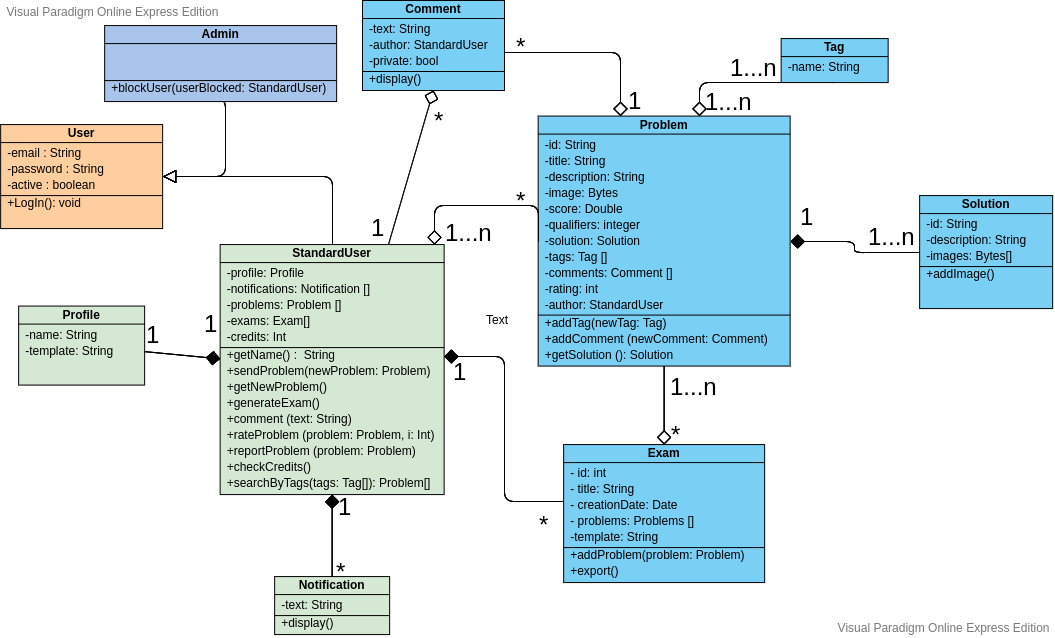 Visual Paradigm Online Express Edition
Admin
+blockUser(userBlocked: StandardUser)
Comment
-text: String
-author: StandardUser
-private: bool
+display()
*
1
Tag
-name: String
1...n
1...n
User
-email : String
-password : String
-active : boolean
+LogIn(): void
*
1
Problem
-id: String
-title: String
-description: String
-image: Bytes
-score: Double
-qualifiers: integer
-solution: Solution
-tags: Tag []
-comments: Comment []
-rating: int
-author: StandardUser
+addTag(newTag: Tag)
+addComment (newComment: Comment)
+getSolution (): Solution
*
1...n
1
1...n
Solution
-id: String
-description: String
-images: Bytes[]
+addImage()
StandardUser
-profile: Profile
-notifications: Notification []
-problems: Problem []
-exams: Exam[]
-credits: Int
+getName() :  String
+sendProblem(newProblem: Problem)
+getNewProblem()
+generateExam()
+comment (text: String)
+rateProblem (problem: Problem, i: Int)
+reportProblem (problem: Problem)
+checkCredits()
+searchByTags(tags: Tag[]): Problem[]
Profile
-name: String
-template: String
1
1
Text
1
*
1...n
*
Exam
- id: int
- title: String
- creationDate: Date
- problems: Problems []
-template: String
+addProblem(problem: Problem)
+export()
1
*
Notification
-text: String
+display()
Visual Paradigm Online Express Edition